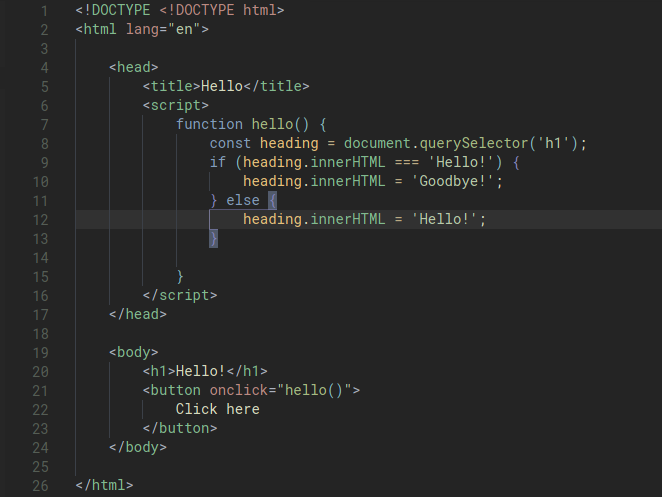 1 <!DOCTYPE <!DOCTYPE html>
2 <html lang="en">
3
4     <head>
5         <title>Hello</title>
6         <script>
7             function hello() {
8                 const heading = document.querySelector('h1');
9                 if (heading.innerHTML === 'Hello!') {
10                     heading.innerHTML = 'Goodbye!';
11                 } else {
12                     heading.innerHTML = 'Hello!';
13                 }
14
15             }
16         </script>
17     </head>
18
19     <body>
20         <h1>Hello!</h1>
21         <button onclick="hello()">
22             Click here
23         </button>
24     </body>
25
26 </html>